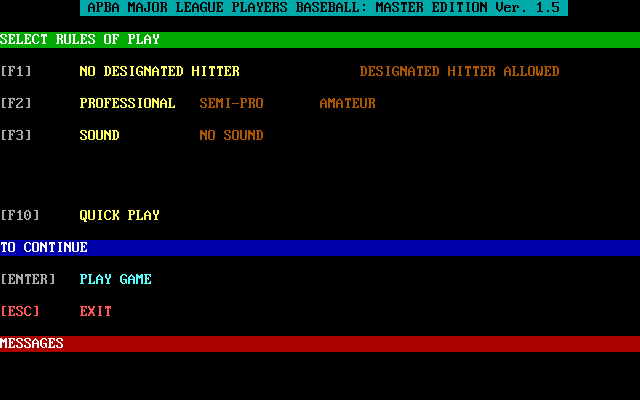 APBA MAJOR LEAGUE PLAYERS BASEBALL: MASTER EDITION Ver. 1.5
SELECT RULES OF PLAY
[F1] NO DESIGNATED HITTER DESIGNATED HITTER ALLOWED
[F2] PROFESSIONAL SEMI-PRO AMATEUR
[F3] SOUND NO SOUND
[F10] QUICK PLAY
TO CONTINUE
[ENTER] PLAY GAME
[ESC] EXIT
MESSAGES